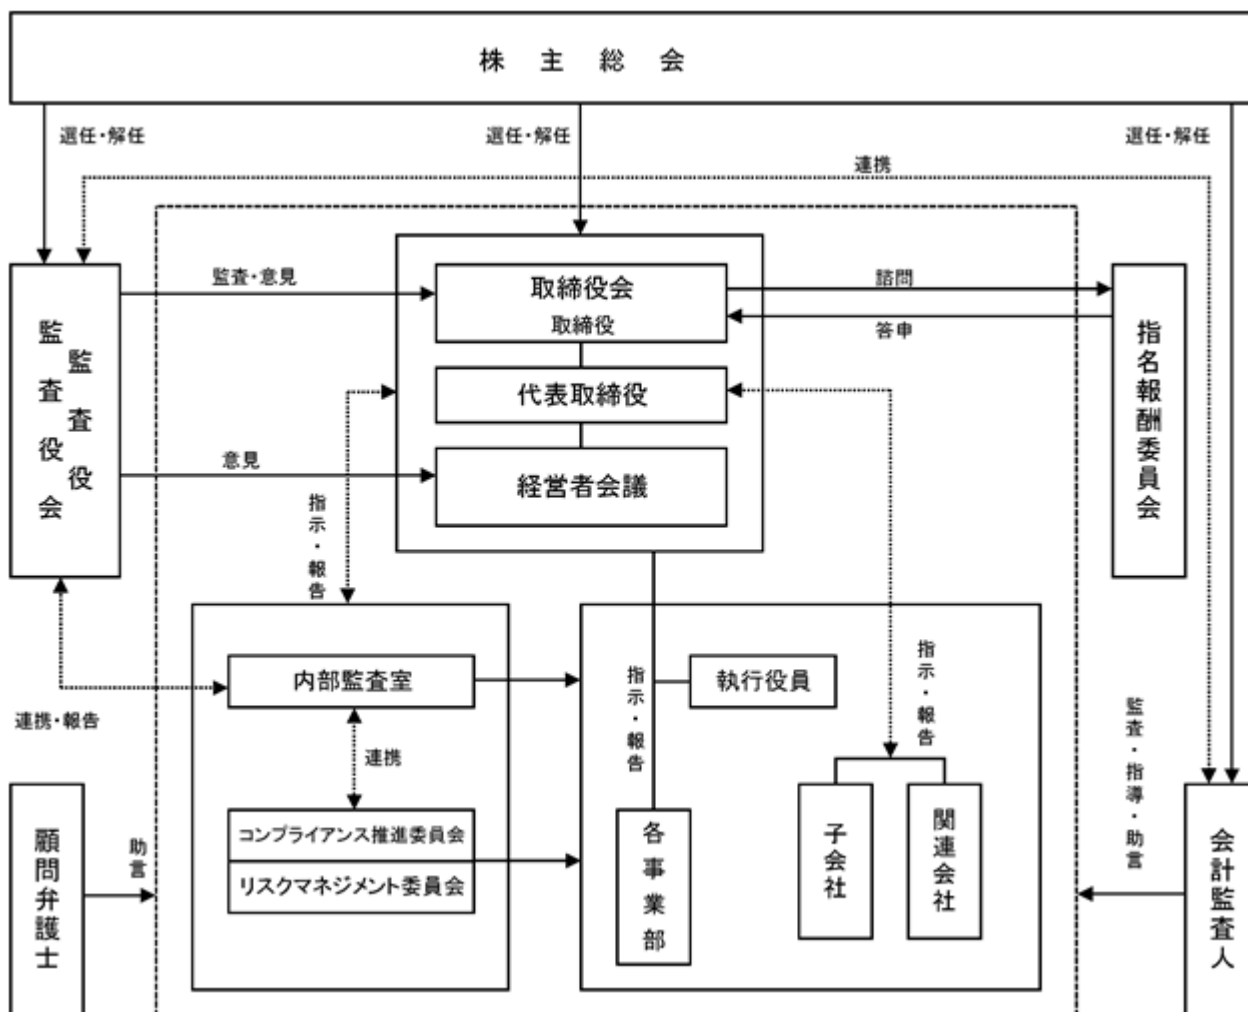 株主総会
選任・解任
選任・解任
選任・解任
連携
監査役会
監査役
監査・意見
取締役会
取締役
諮問
答申
指名報酬委員会
代表取締役
意見
経営者会議
指示・報告
内部監査室
執行役員
指示・報告
指示・報告
連携・報告
連携
監査・指導・助言
コンプライアンス推進委員会
リスクマネジメント委員会
各事業部
子会社
関連会社
顧問弁護士
助言
会計監査人